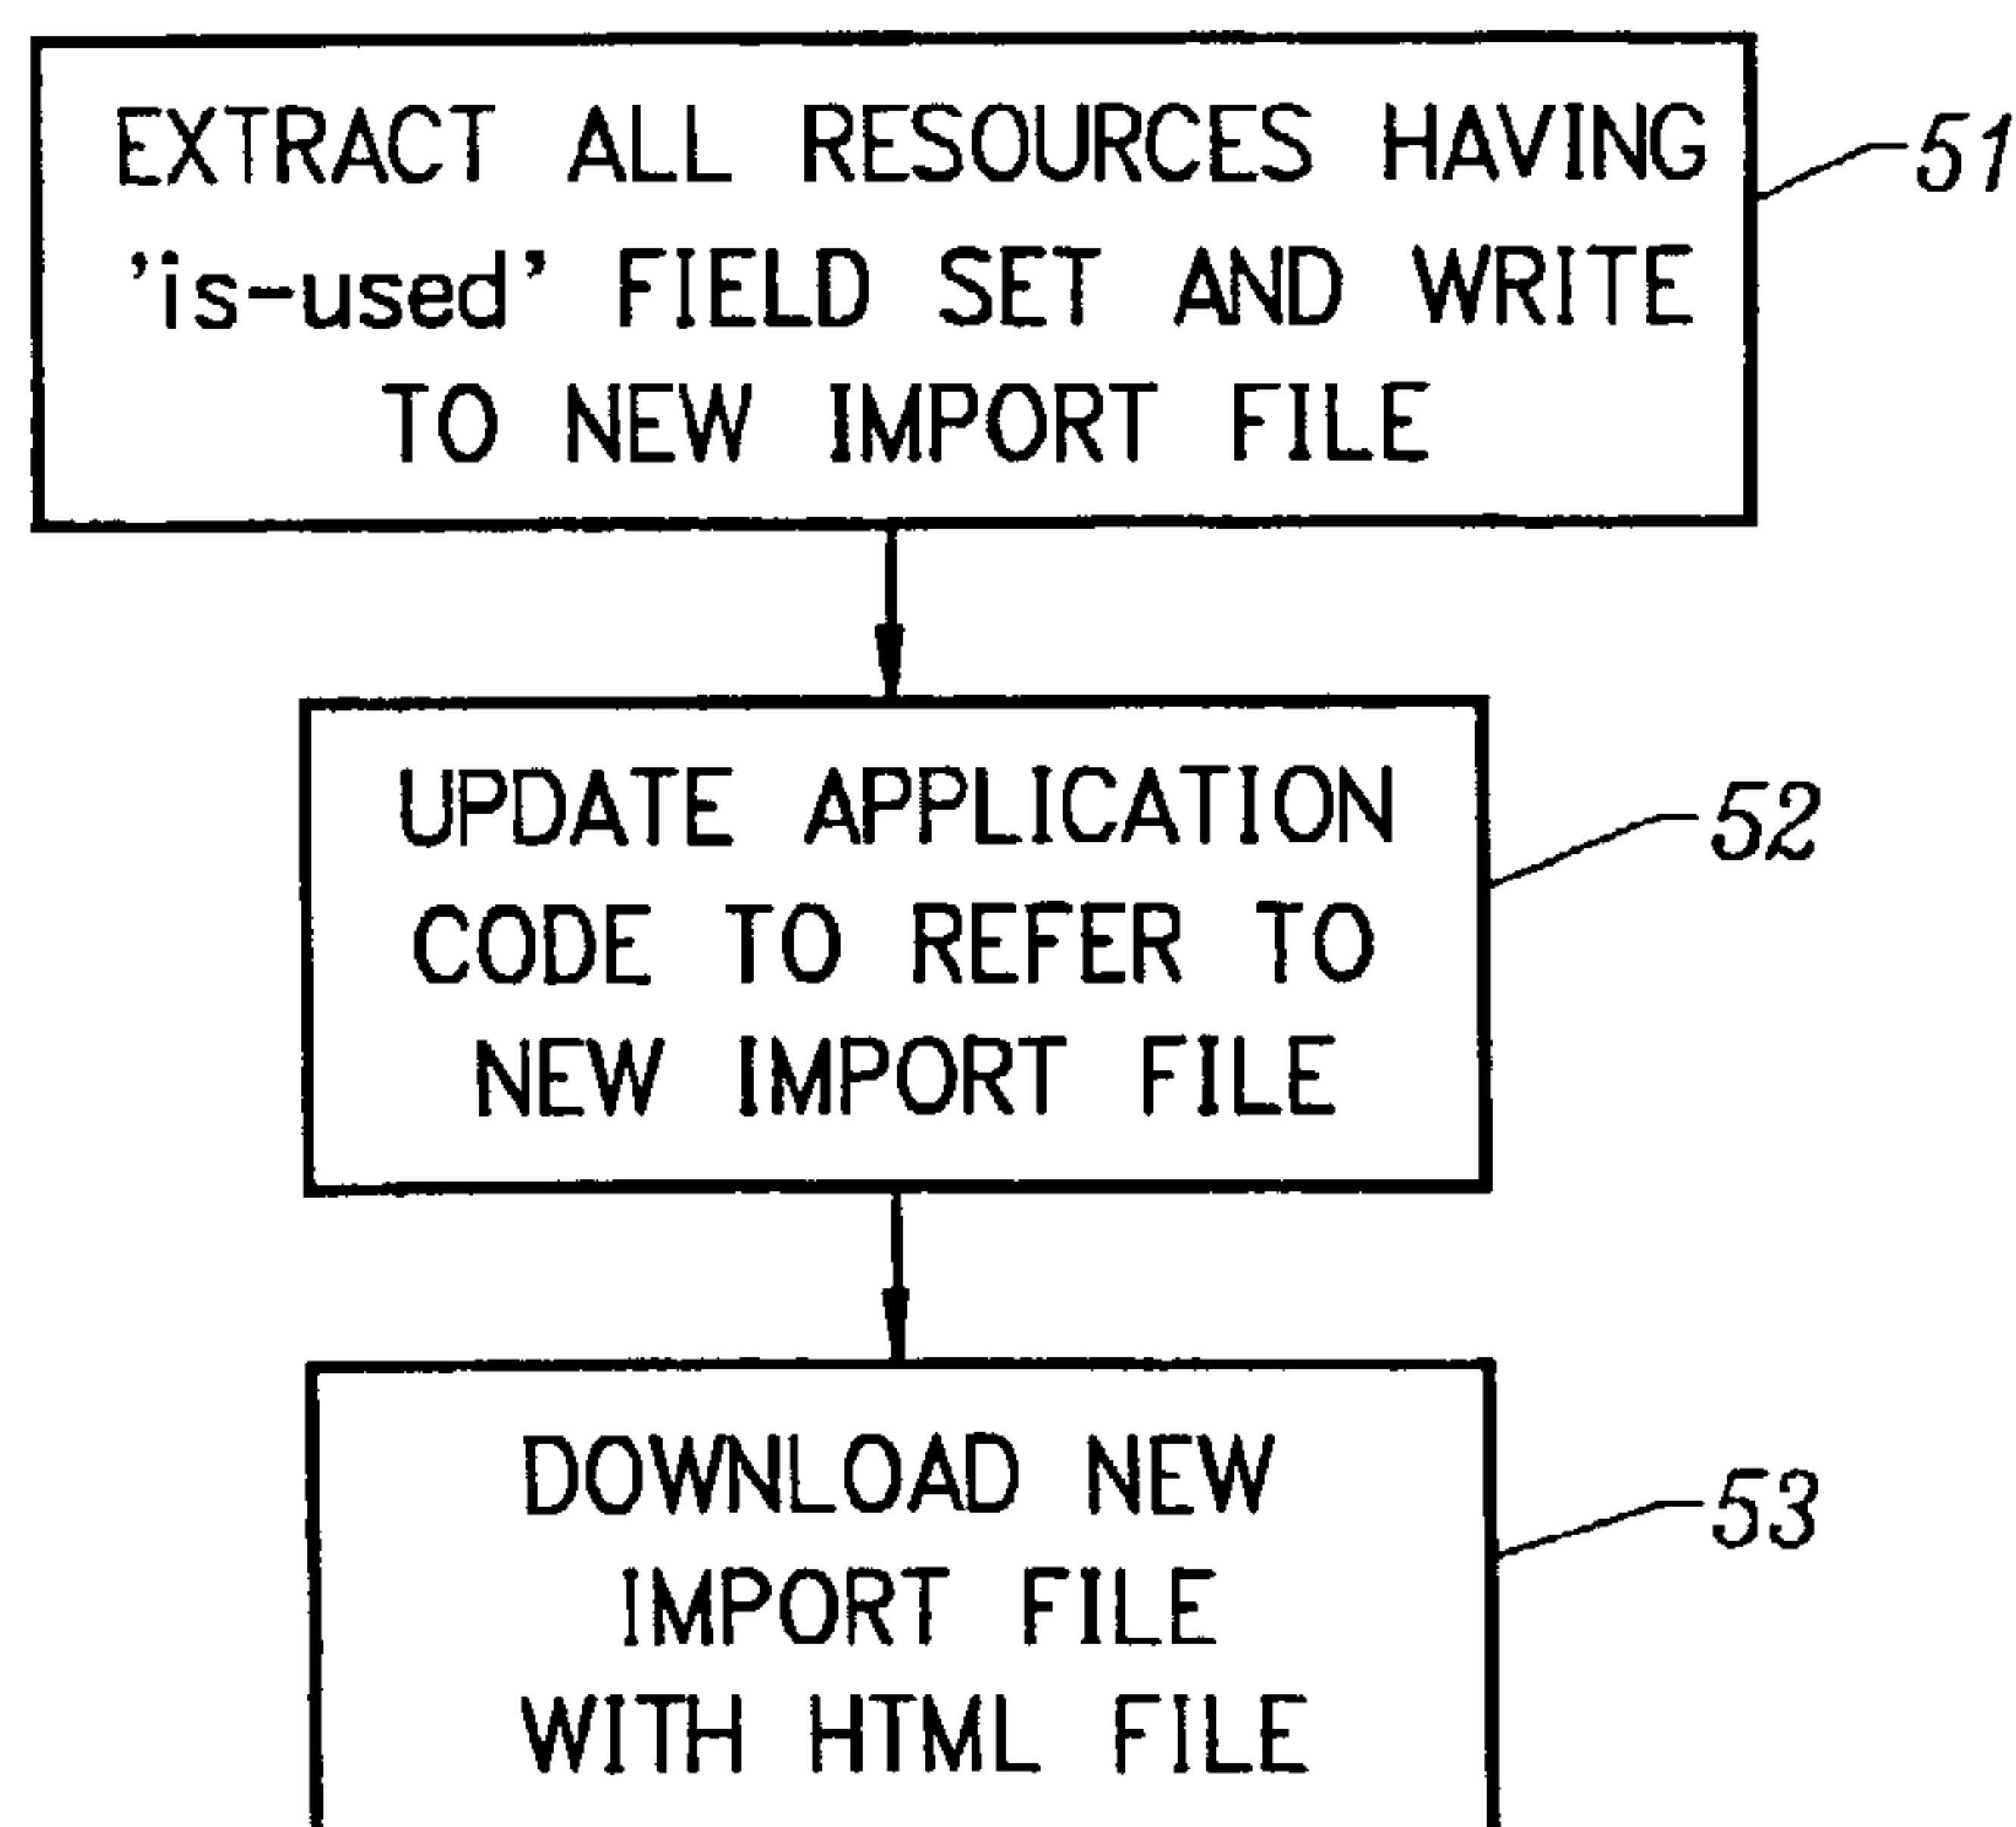 EXTRACT ALL RESOURCES HAVING
'is-used' FIELD SET AND WRITE
TO NEW IMPORT FILE
51
UPDATE APPLICATION
CODE TO REFER TO
NEW IMPORT FILE
52
DOWNLOAD NEW
IMPORT FILE
WITH HTML FILE
53